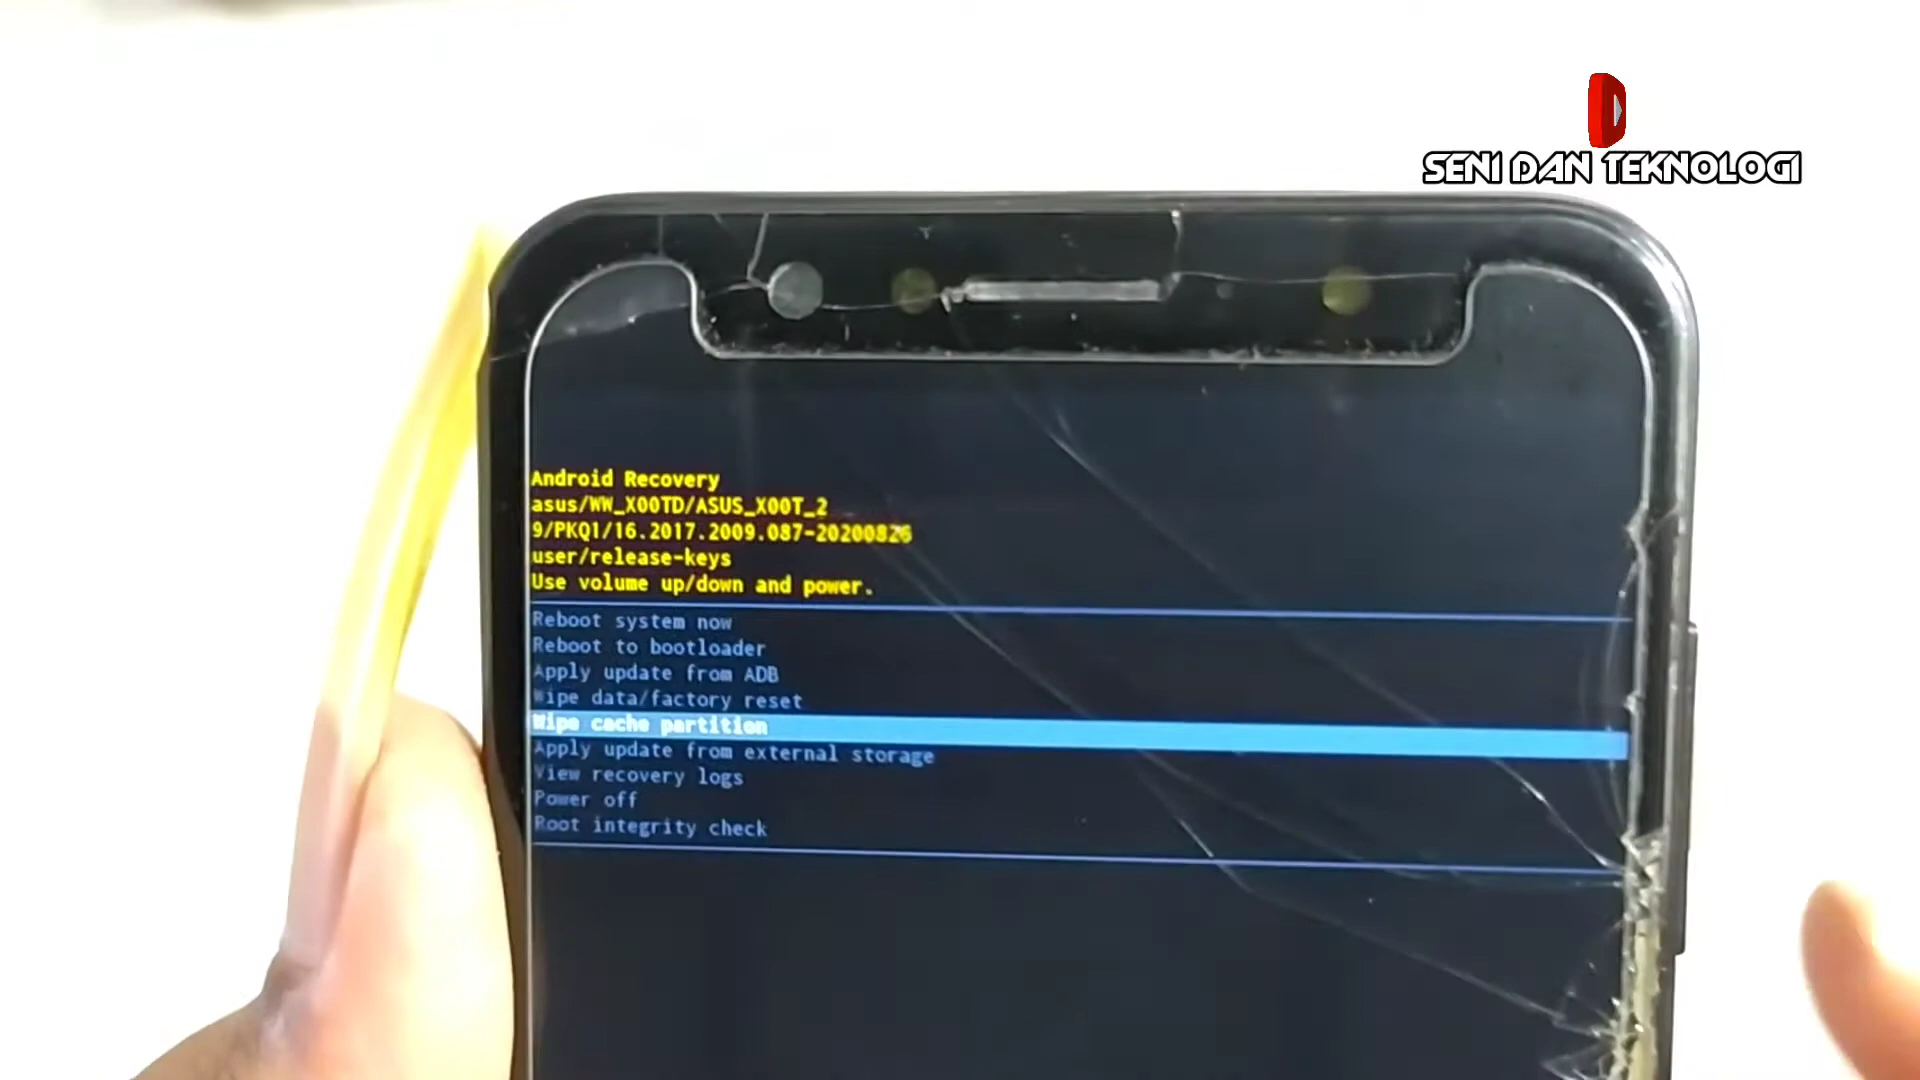 SENI DAN TEKNOLOGI
Android Recovery
asus/WW_X00TD/ASUS_X00T_2
9/PKQ1/16.2017.2009.087-20200826
user/release-keys
Use volume up/down and power.
Reboot system now
Reboot to bootloader
Apply update from ADB
Wipe data/factory reset
Wipe cache partition
Apply update from external storage
View recovery logs
Power off
Root integrity check